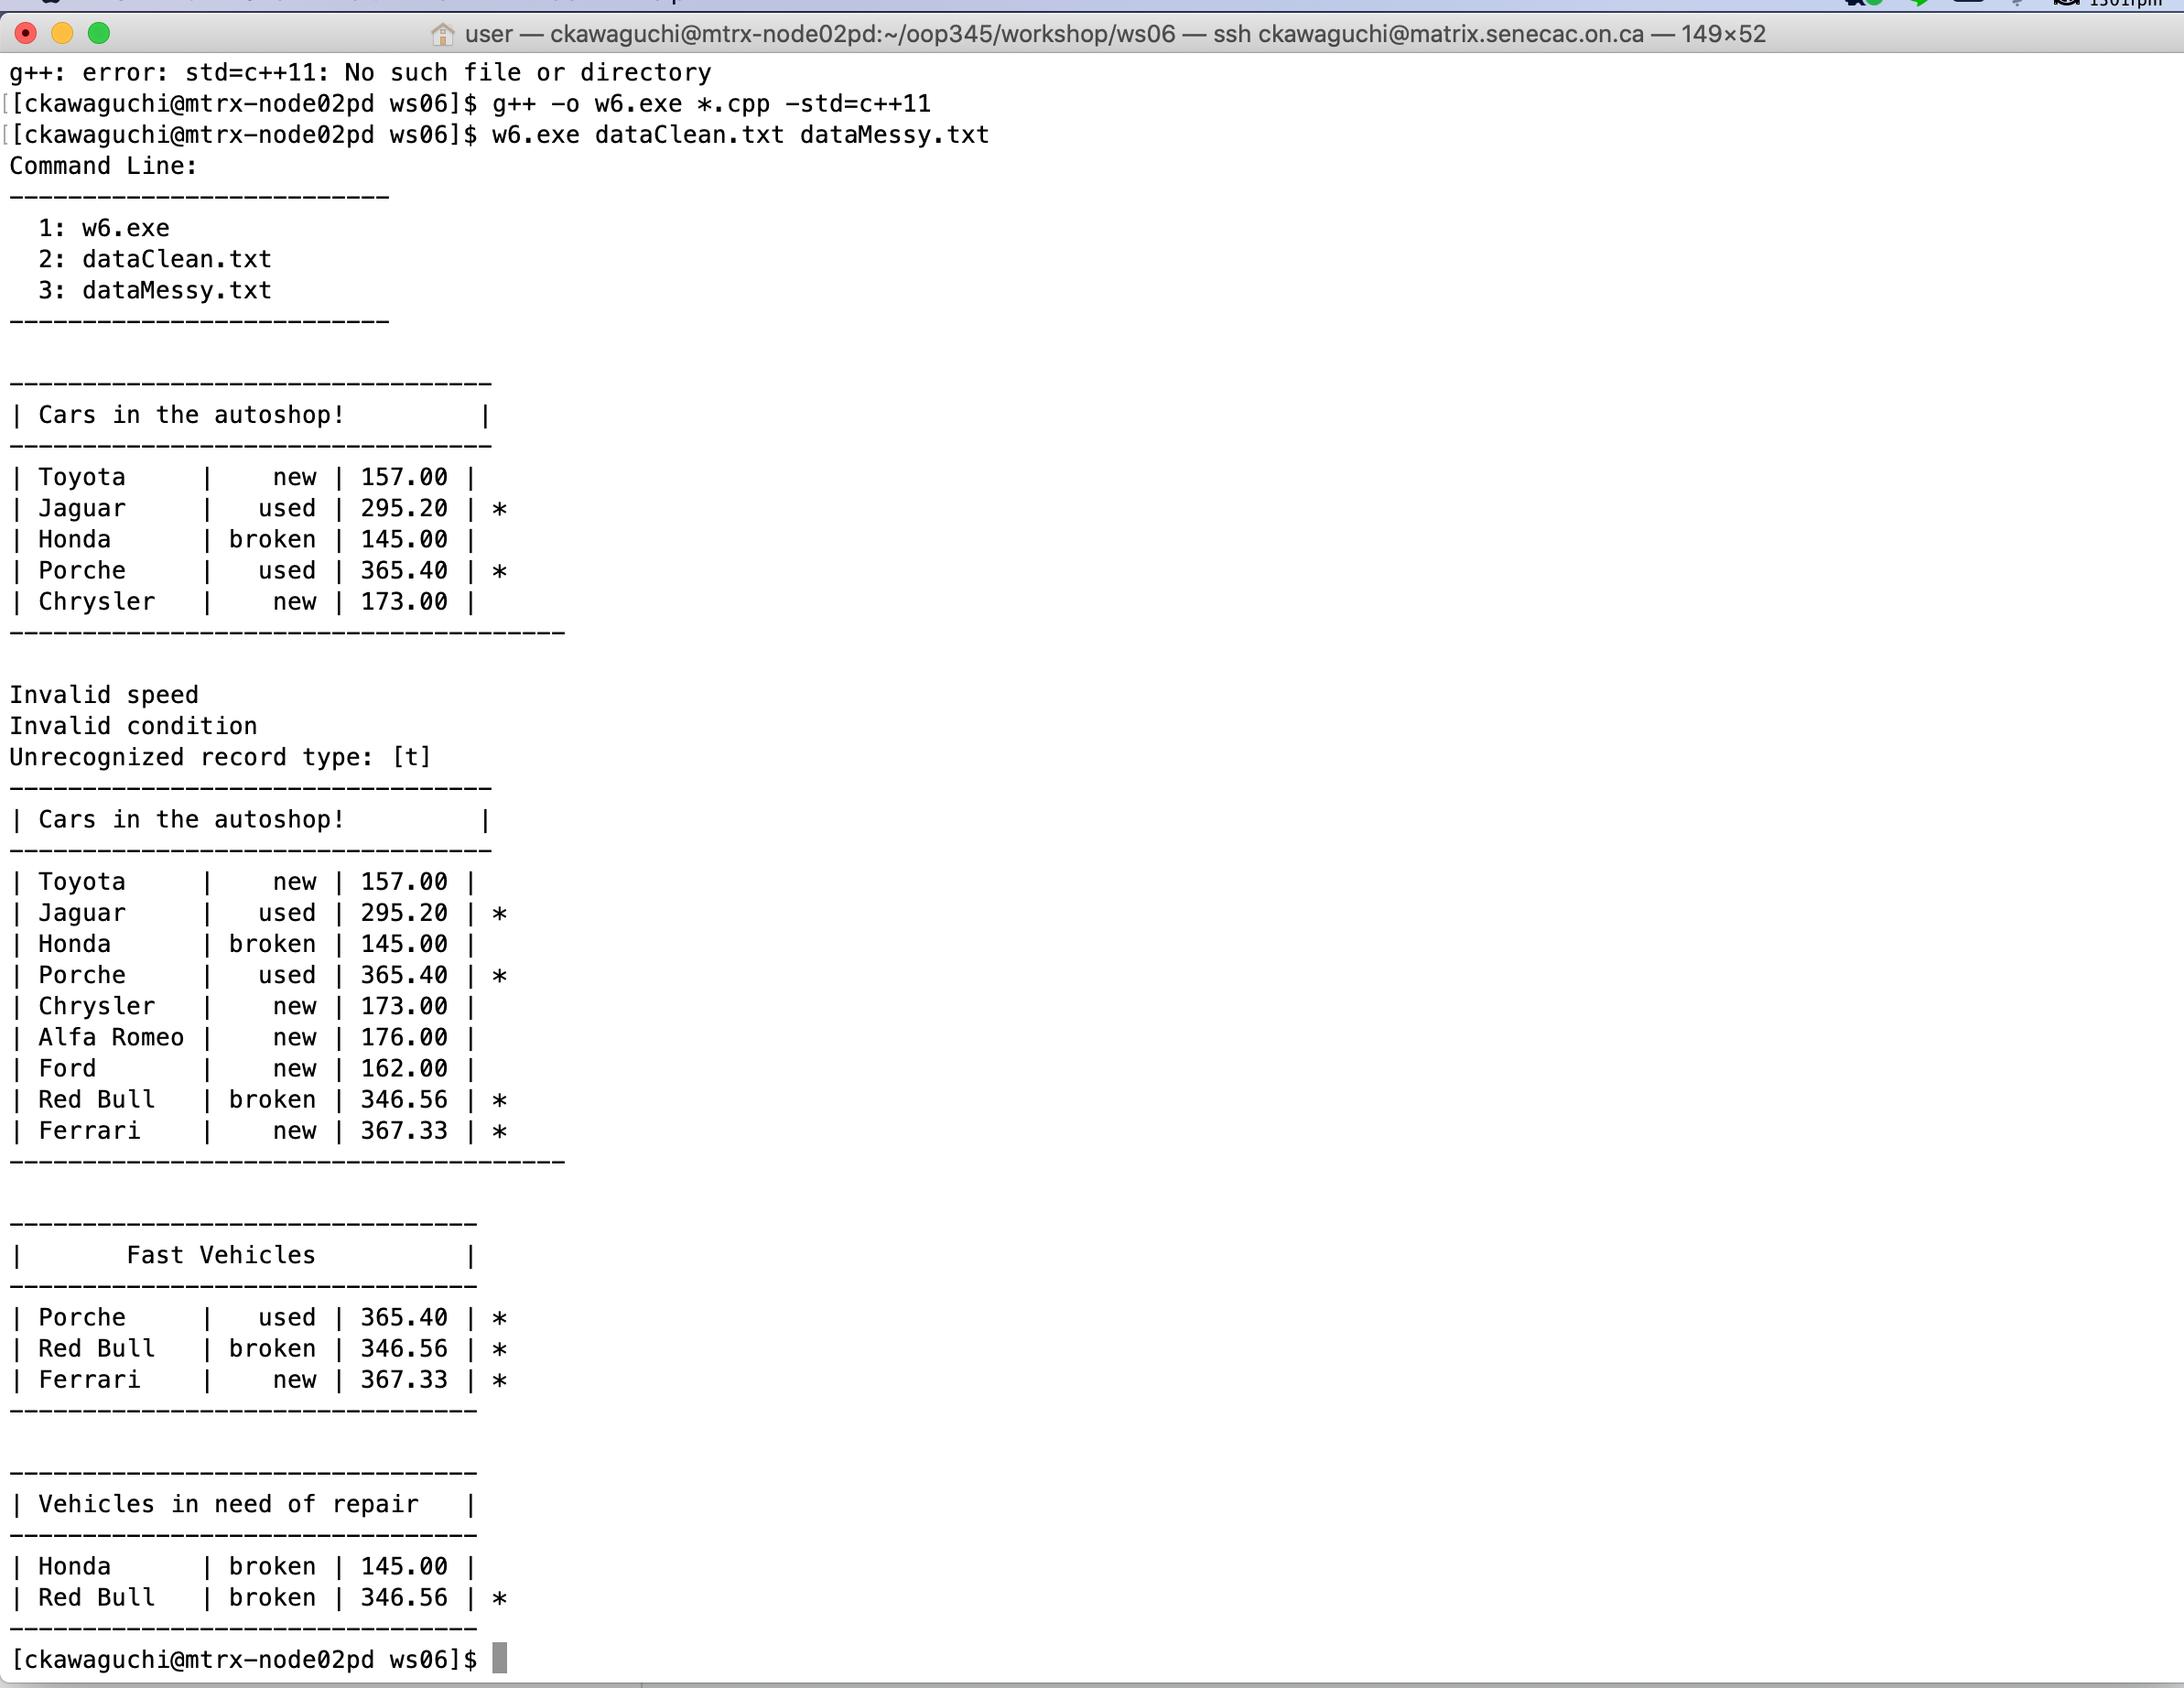 user — ckawaguchi@mtrx-node02pd:~/oop345/workshop/ws06 — ssh ckawaguchi@matrix.senecac.on.ca — 149×52
g++: error: std=c++11: No such file or directory
[[ckawaguchi@mtrx-node02pd ws06]$ g++ -o w6.exe *.cpp -std=c++11
[[ckawaguchi@mtrx-node02pd ws06]$ w6.exe dataClean.txt dataMessy.txt
Command Line:
--------------------------
  1: w6.exe
  2: dataClean.txt
  3: dataMessy.txt
--------------------------
---------------------------------
| Cars in the autoshop!         |
---------------------------------
| Toyota     |    new | 157.00 |
| Jaguar     |   used | 295.20 | *
| Honda      | broken | 145.00 |
| Porche     |   used | 365.40 | *
| Chrysler   |    new | 173.00 |
--------------------------------------
Invalid speed
Invalid condition
Unrecognized record type: [t]
---------------------------------
| Cars in the autoshop!         |
---------------------------------
| Toyota     |    new | 157.00 |
| Jaguar     |   used | 295.20 | *
| Honda      | broken | 145.00 |
| Porche     |   used | 365.40 | *
| Chrysler   |    new | 173.00 |
| Alfa Romeo |    new | 176.00 |
| Ford       |    new | 162.00 |
| Red Bull   | broken | 346.56 | *
| Ferrari    |    new | 367.33 | *
--------------------------------------
--------------------------------
|       Fast Vehicles          |
--------------------------------
| Porche     |   used | 365.40 | *
| Red Bull   | broken | 346.56 | *
| Ferrari    |    new | 367.33 | *
--------------------------------
--------------------------------
| Vehicles in need of repair   |
--------------------------------
| Honda      | broken | 145.00 |
| Red Bull   | broken | 346.56 | *
--------------------------------
[ckawaguchi@mtrx-node02pd ws06]$